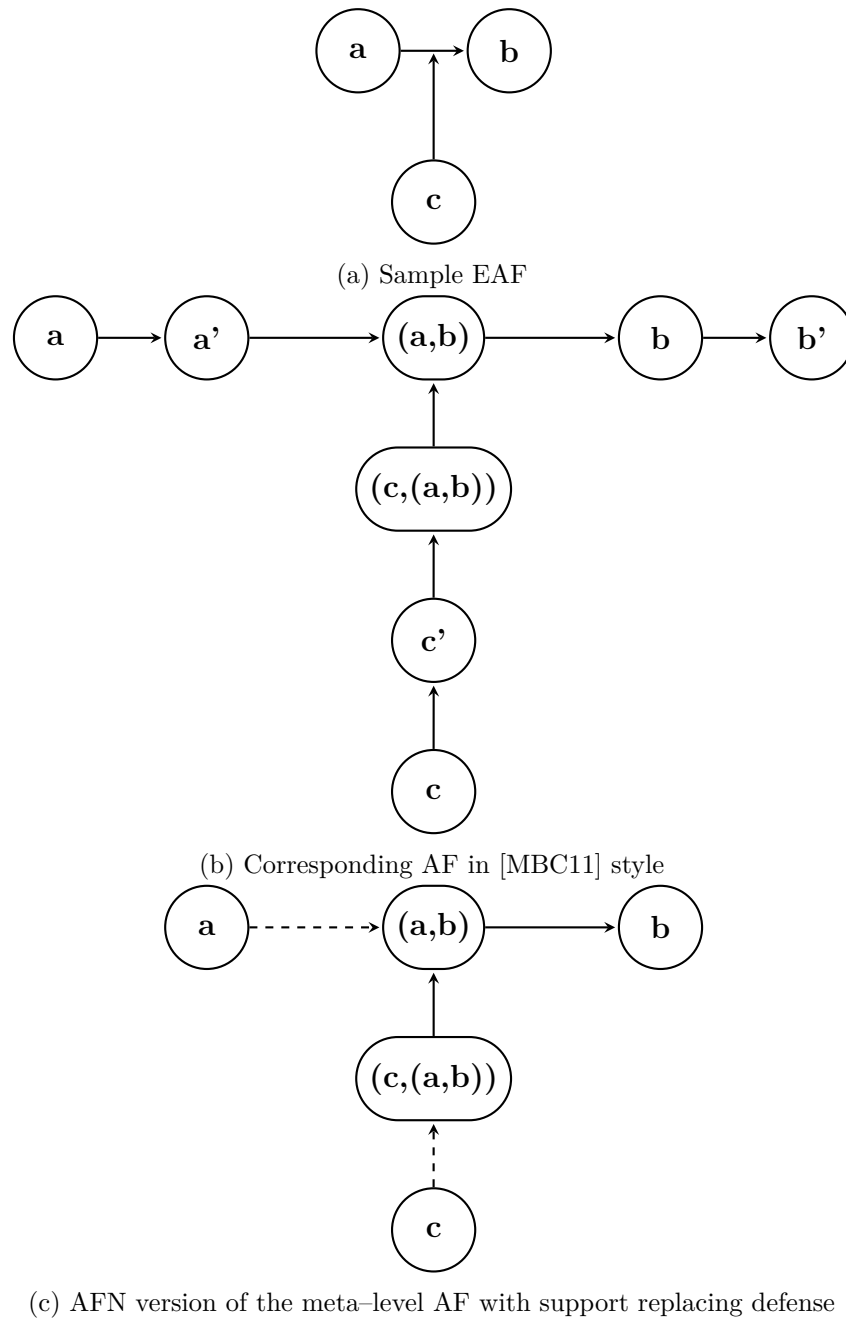 a b
c
(a) Sample EAF
a a’ (a,b) b b’
(c,(a,b))
c’
c
(b) Corresponding AF in [MBC11] style
a (a,b) b
(c,(a,b))
c
(c) AFN version of the meta–level AF with support replacing defense